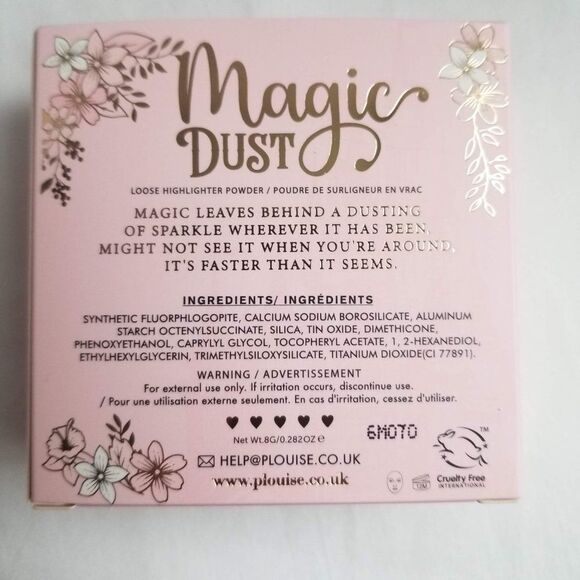 Magic
DUST
LOOSE HIGHLIGHTER POWDER / POUDRE DE SURLIGNEUR EN VRAC
MAGIC LEAVES BEHIND A DUSTING
OF SPARKLE WHEREVER IT HAS BEEN,
MIGHT NOT SEE IT WHEN YOU'RE AROUND,
IT'S FASTER THAN IT SEEMS.
INGREDIENTS/ INGRÉDIENTS
SYNTHETIC FLUORPHLOGOPITE, CALCIUM SODIUM BOROSILICATE, ALUMINUM
STARCH OCTENYLSUCCINATE, SILICA, TIN OXIDE, DIMETHICONE,
PHENOXYETHANOL, CAPRYLYL GLYCOL, TOCOPHERYL ACETATE, 1, 2-HEXANEDIOL,
ETHYLHEXYLGLYCERIN, TRIMETHYLSILOXYSILICATE, TITANIUM DIOXIDE(CI 77891).
WARNING / ADVERTISSEMENT
For external use only. If irritation occurs, discontinue use.
/ Pour une utilisation externe seulement. En cas d'irritation, cessez d'utiliser.
Net Wt.8G/0.282OZ e
6MOTO
TM
HELP@PLOUISE.CO.UK
www.plouise.co.uk
12M
Cruelty Free
INTERNATIONAL